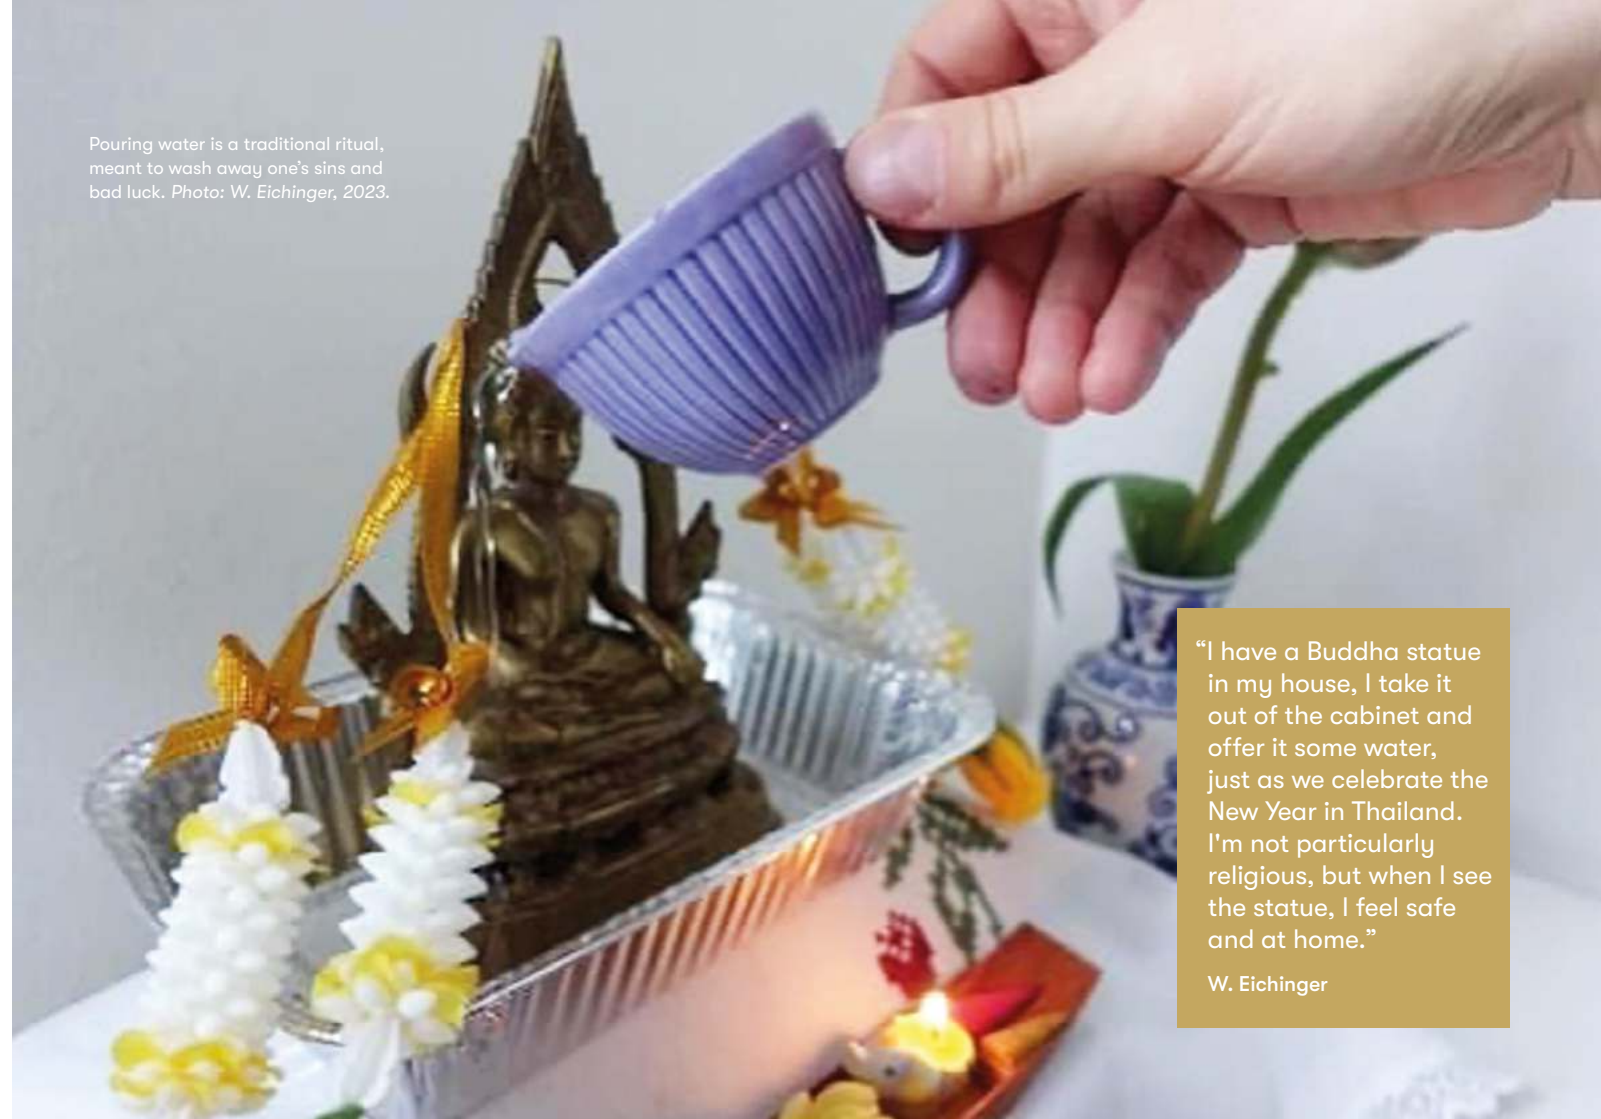 Pouring water is a traditional ritual,
meant to wash away one’s sins and
bad luck. Photo: W. Eichinger, 2023.
“I have a Buddha statue
in my house, I take it
out of the cabinet and
offer it some water,
just as we celebrate the
New Year in Thailand.
I'm not particularly
religious, but when I see
the statue, I feel safe
and at home.”
W. Eichinger